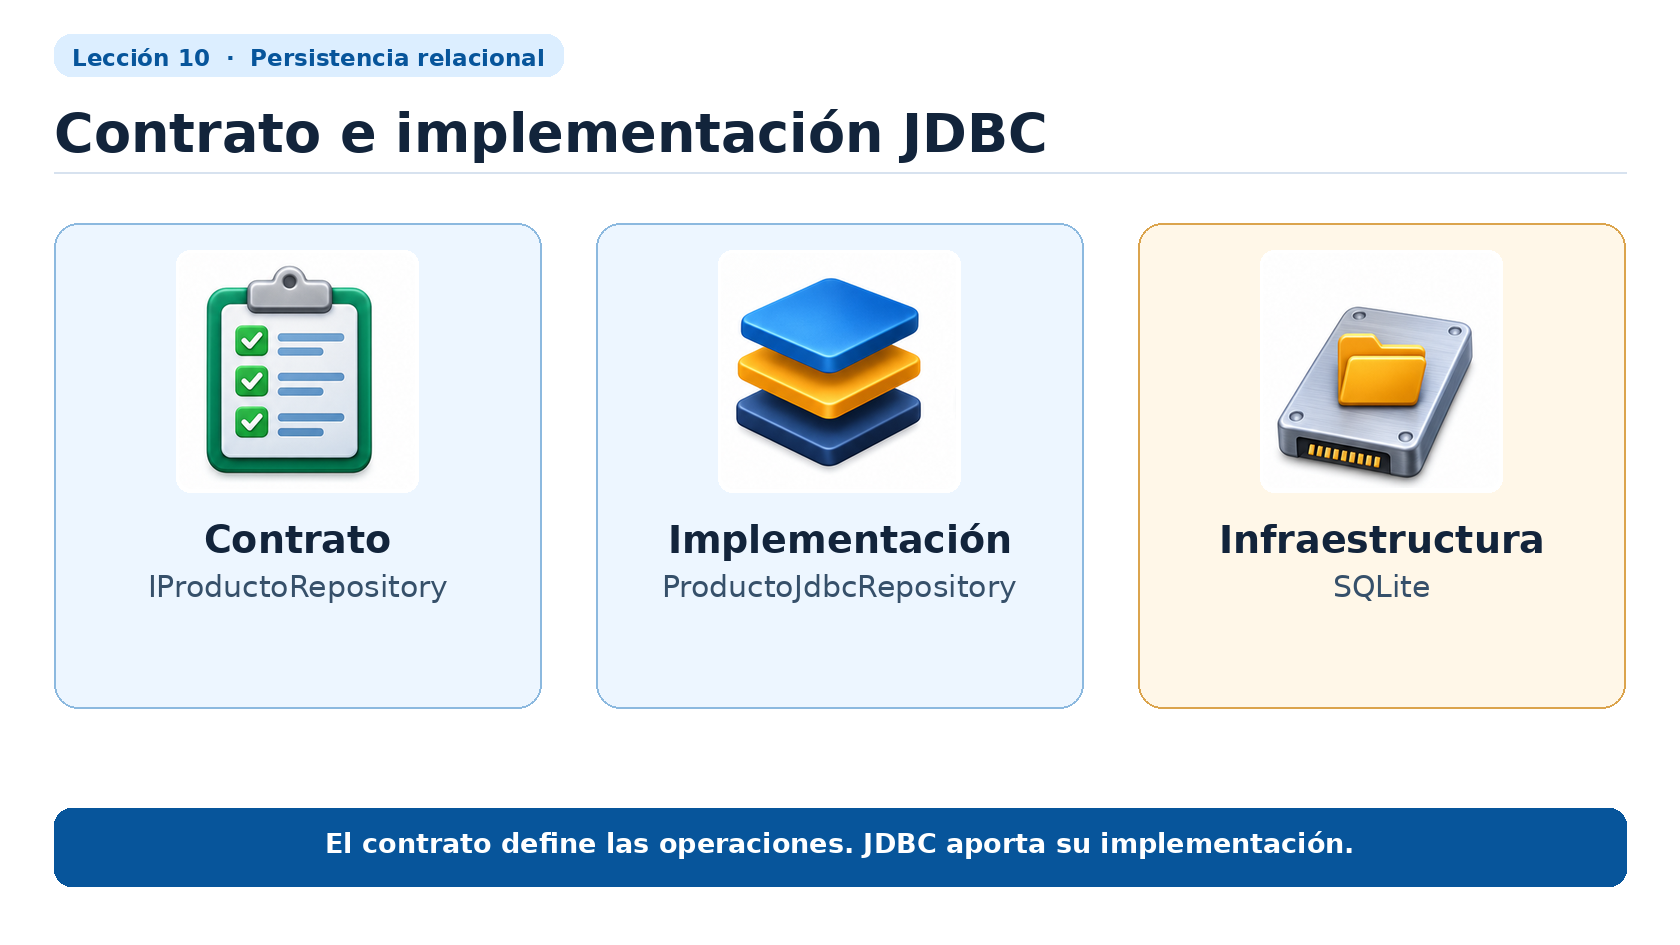 Lección 10 · Persistencia relacional
Contrato e implementación JDBC
Contrato
IProductoRepository
Implementación
ProductoJdbcRepository
Infraestructura
SQLite
El contrato define las operaciones. JDBC aporta su implementación.